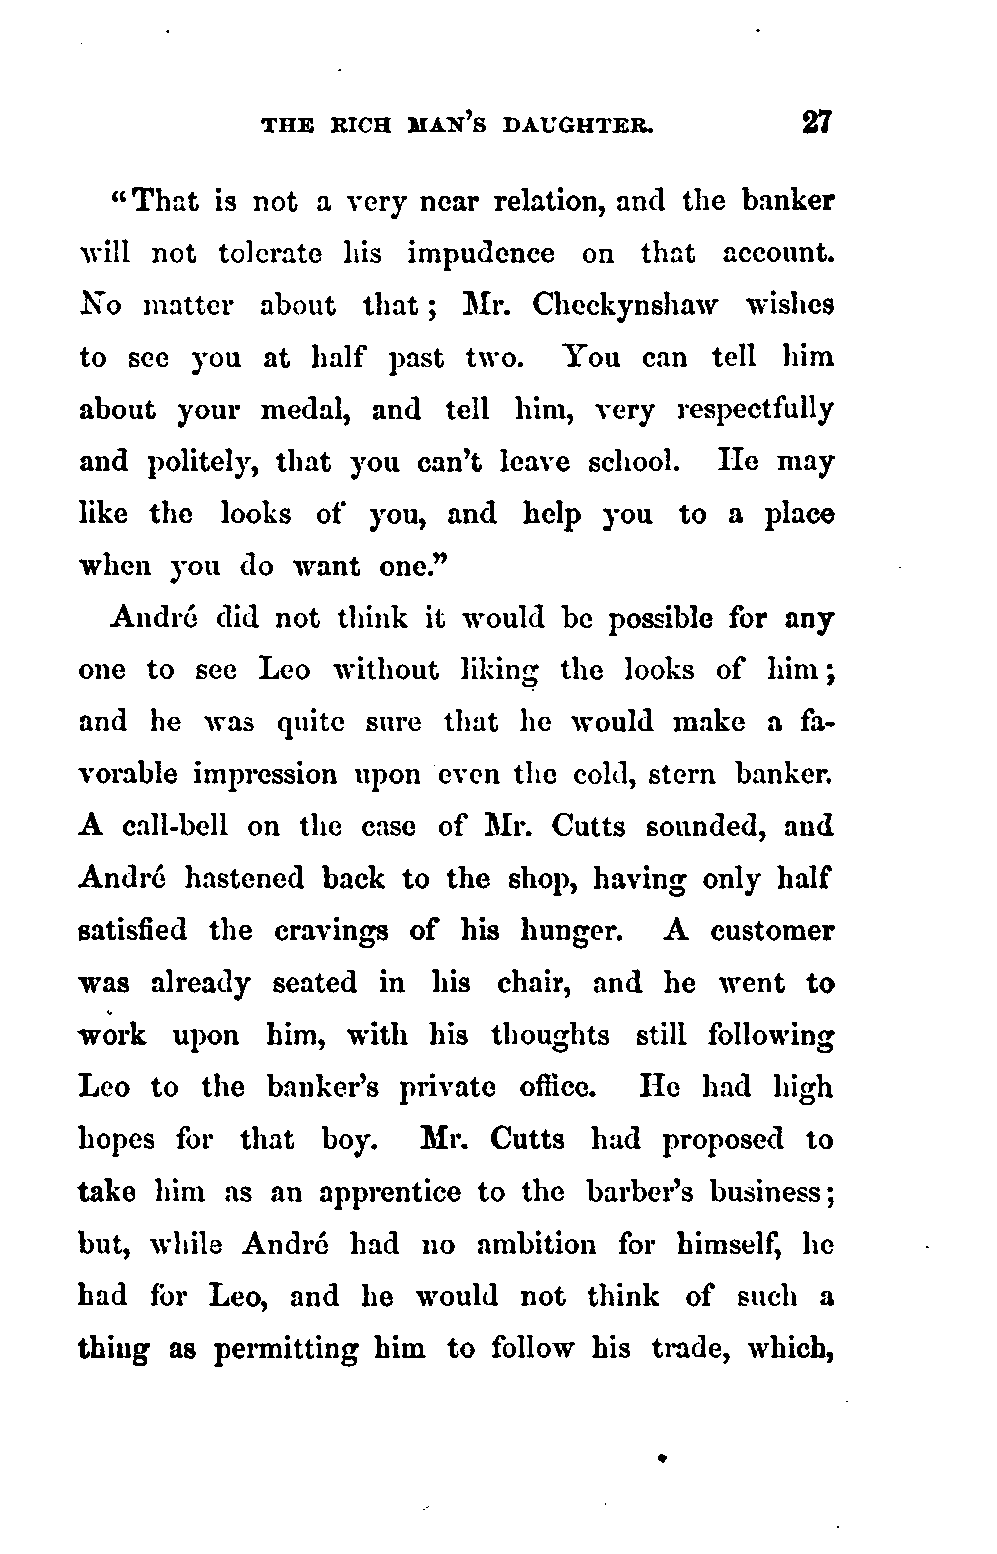 THE RICH MAN'S DAUGHTER. 27
"That is not a very near relation, and the banker
will not tolerate his impudence on that account.
No matter about that; Mr. Checkynshaw wishes
to see you at half past two. You can tell him
about your medal, and tell him, very respectfully
and politely, that you can't leave school. He may
like the looks of you, and help you to a place
when you do want one."
André did not think it would be possible for any
one to see Leo without liking the looks of him;
and he was quite sure that he would make a fa-
vorable impression upon even the cold, stern banker.
A call-bell on the case of Mr. Cutts sounded, and
André hastened back to the shop, having only half
satisfied the cravings of his hunger. A customer
was already seated in his chair, and he went to
work upon him, with his thoughts still following
Leo to the banker's private office. He had high
hopes for that boy. Mr. Cutts had proposed to
take him as an apprentice to the barber's business;
but, while André had no ambition for himself, he
had for Leo, and he would not think of such a
thing as permitting him to follow his trade, which,